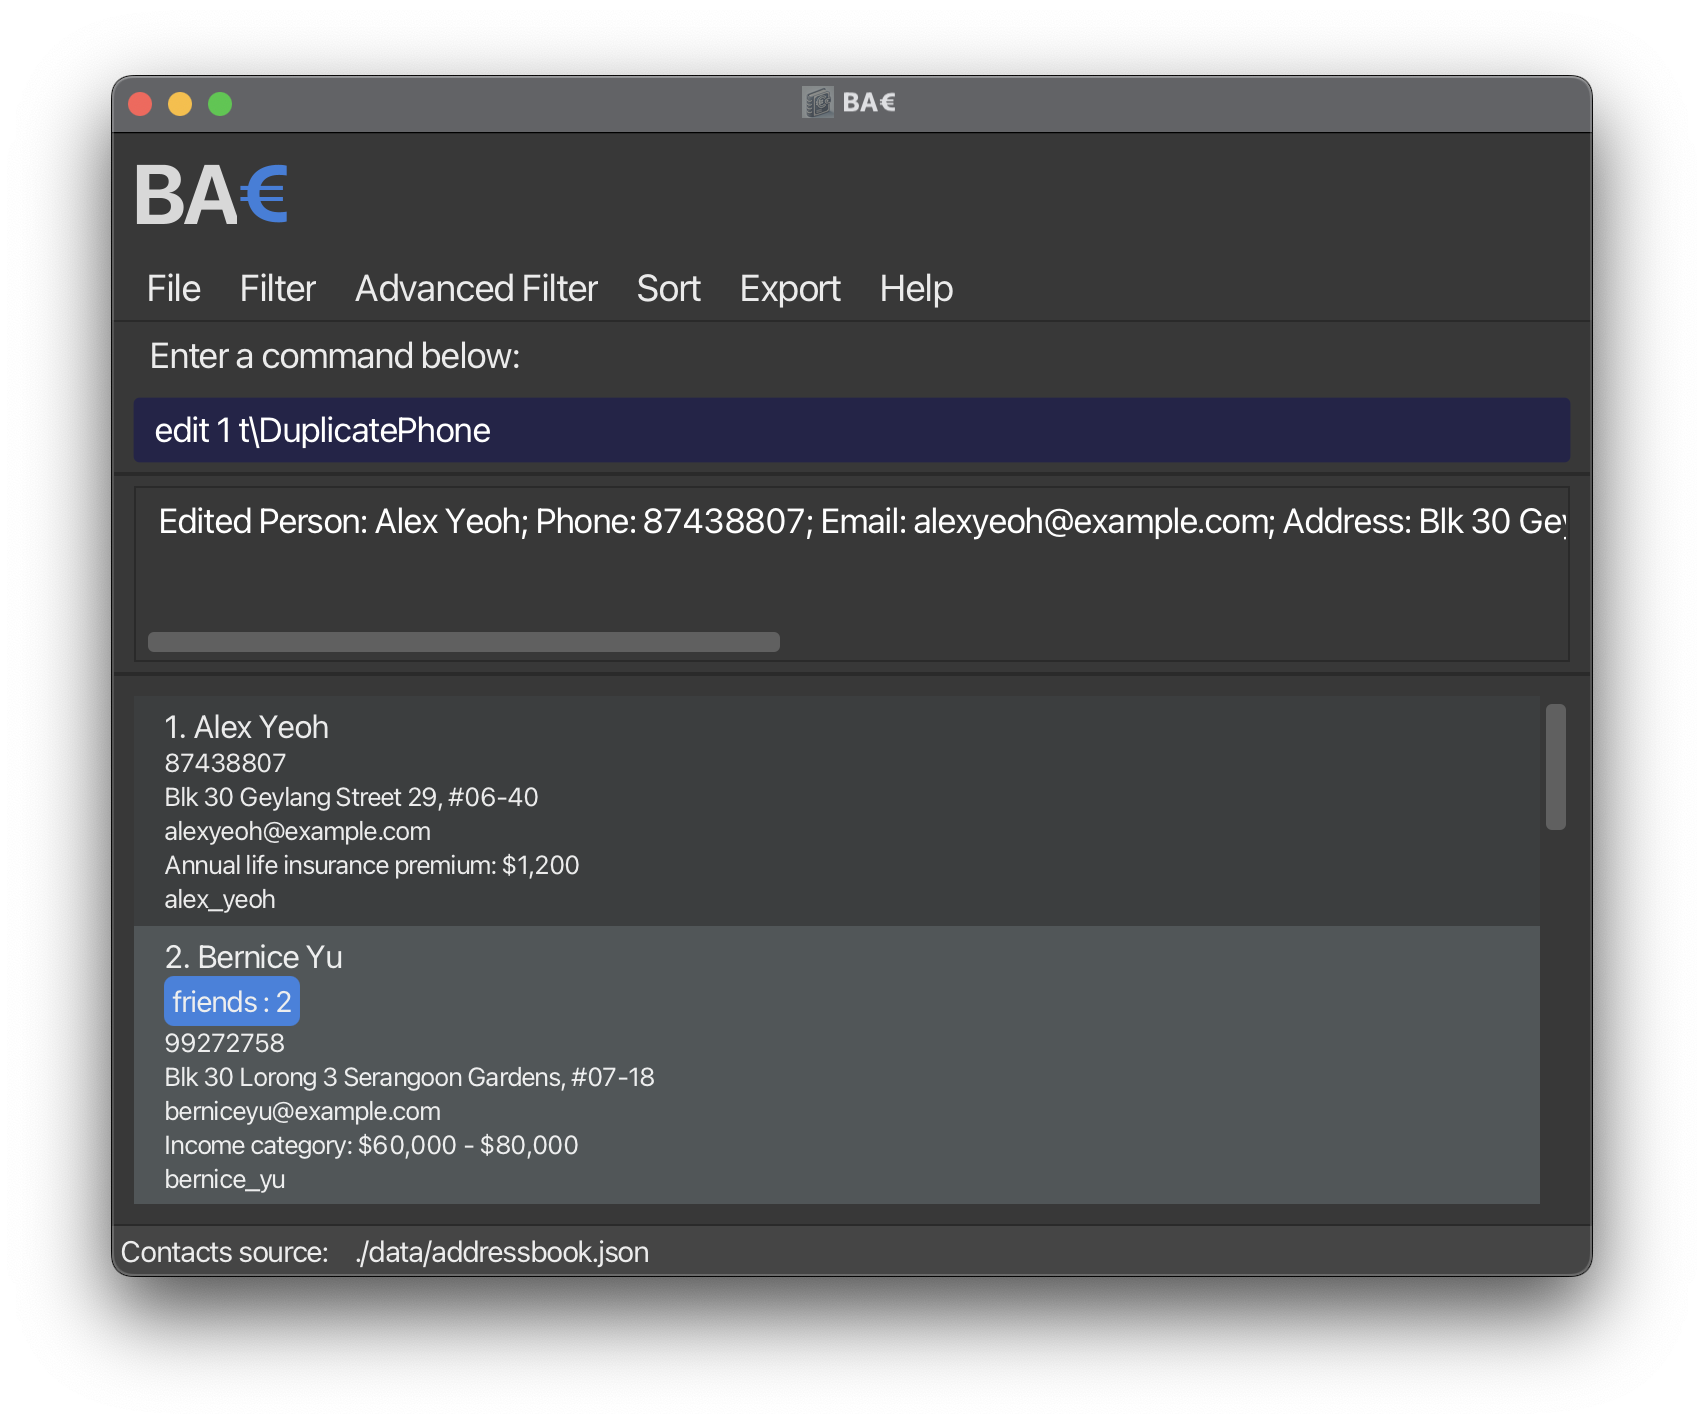 BA€
BA€
File Filter Advanced Filter Sort Export Help
Enter a command below:
edit 1 t\DuplicatePhone
Edited Person: Alex Yeoh; Phone: 87438807; Email: alexyeoh@example.com; Address: Blk 30 Gey
1. Alex Yeoh
87438807
Blk 30 Geylang Street 29, #06-40
alexyeoh@example.com
Annual life insurance premium: $1,200
alex_yeoh
2. Bernice Yu
friends : 2
99272758
Blk 30 Lorong 3 Serangoon Gardens, #07-18
berniceyu@example.com
Income category: $60,000 - $80,000
bernice_yu
Contacts source: ./data/addressbook.json